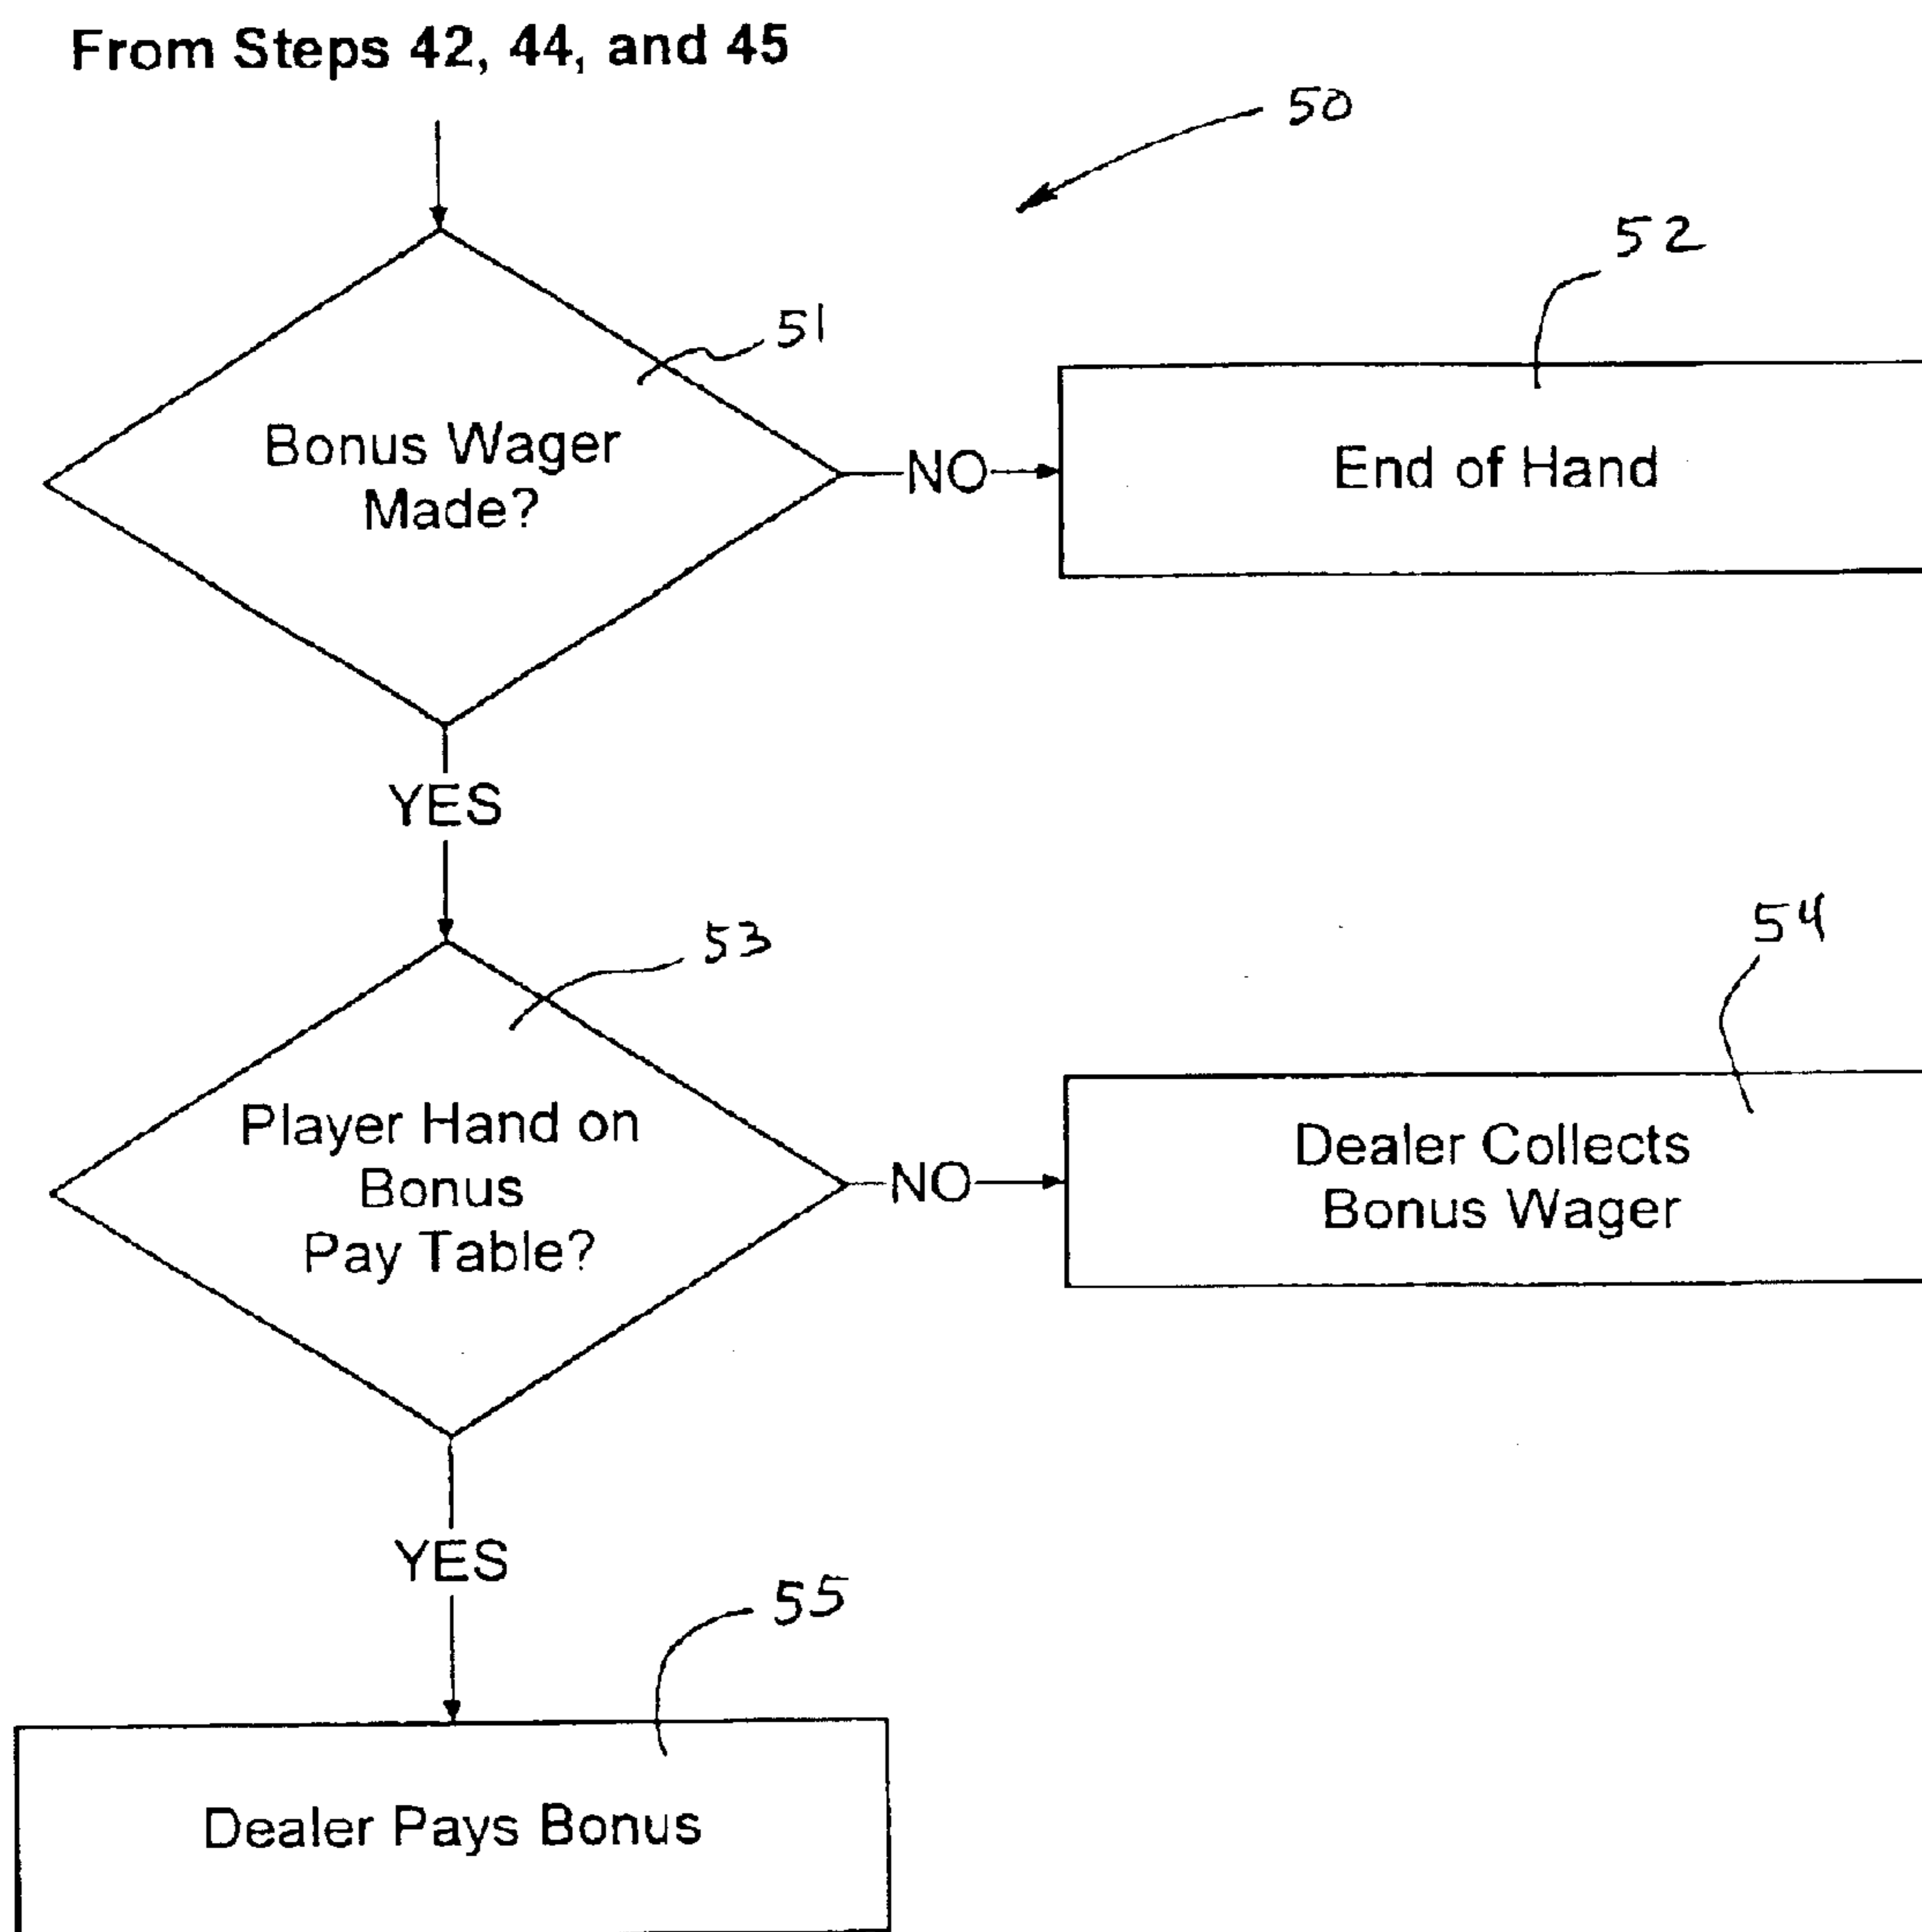 From Steps 42, 44, and 45
50
52
51
Bonus Wager
Made?
NO
End of Hand
YES
53
54
Player Hand on
Bonus
Pay Table?
NO
Dealer Collects
Bonus Wager
YES
55
Dealer Pays Bonus